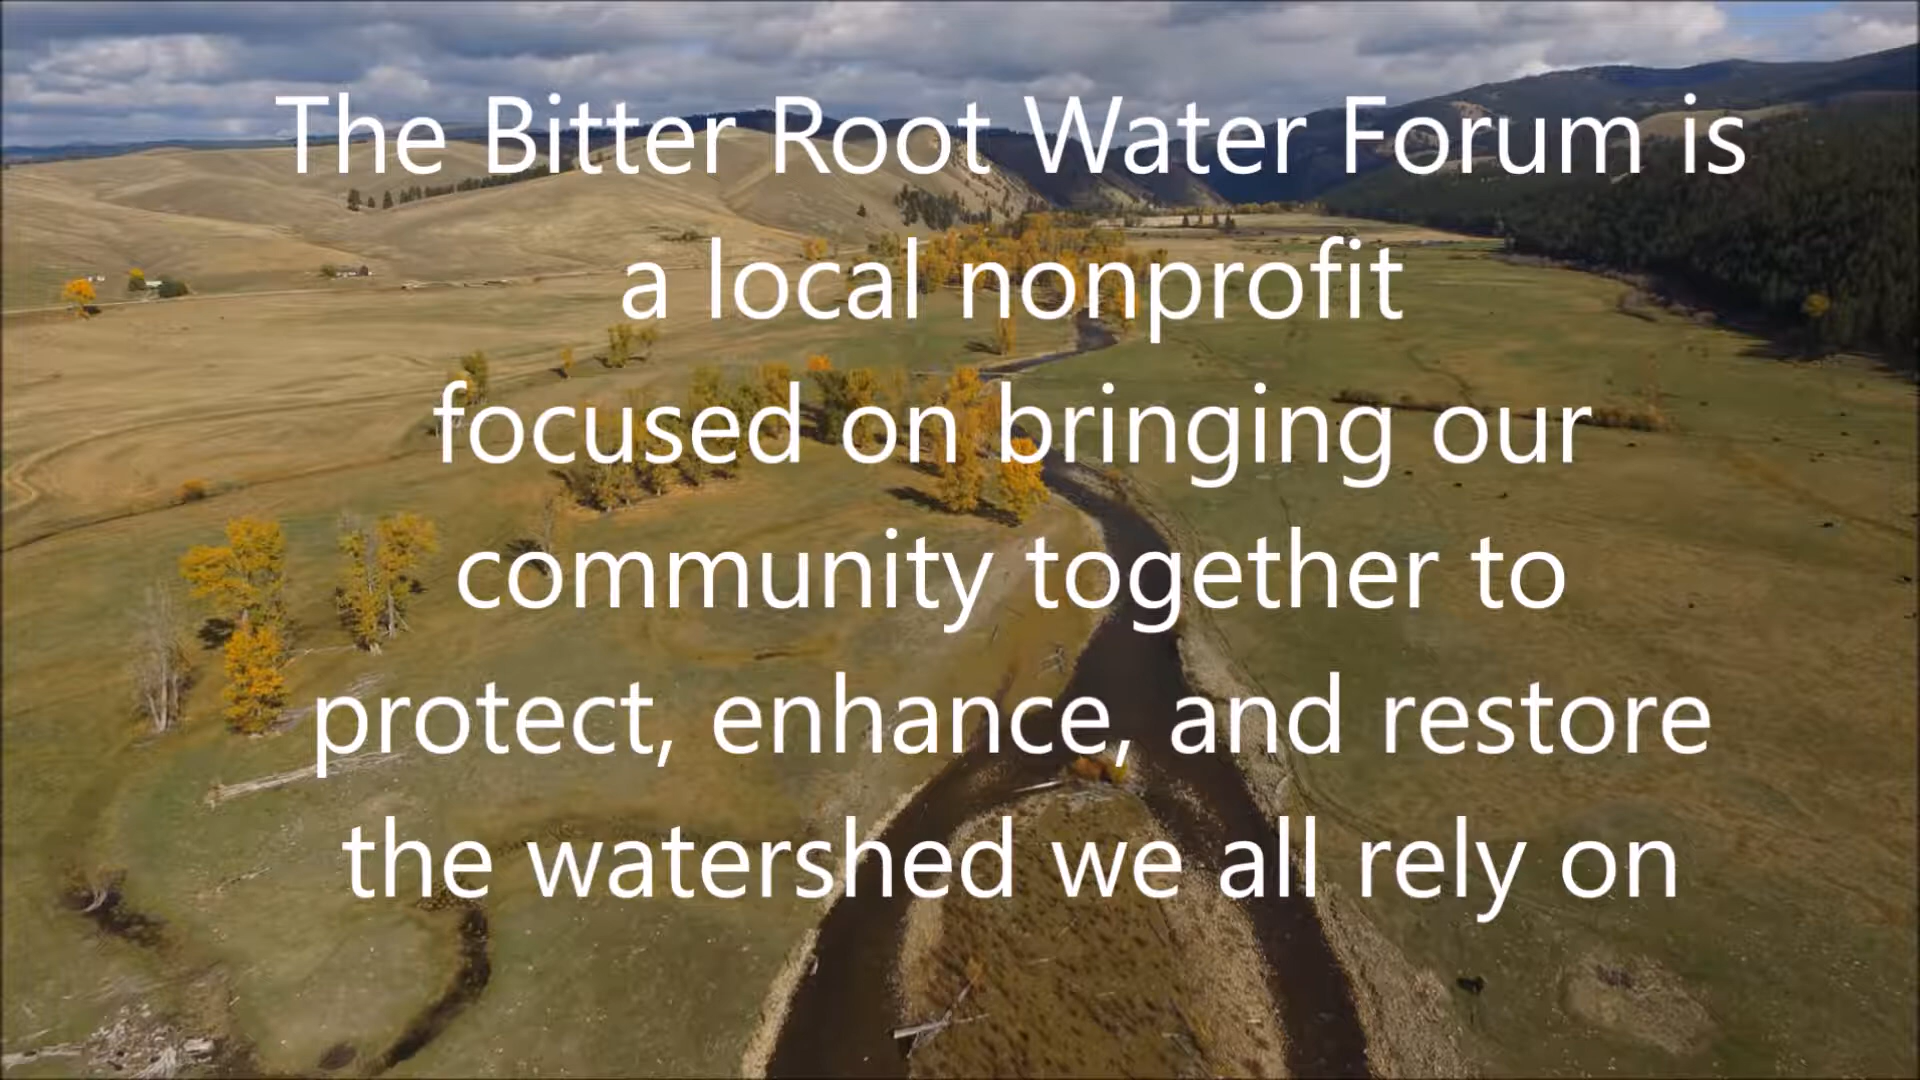 The Bitter Root Water Forum is
a local nonprofit
focused on bringing our
community together to
protect, enhance, and restore
the watershed we all rely on